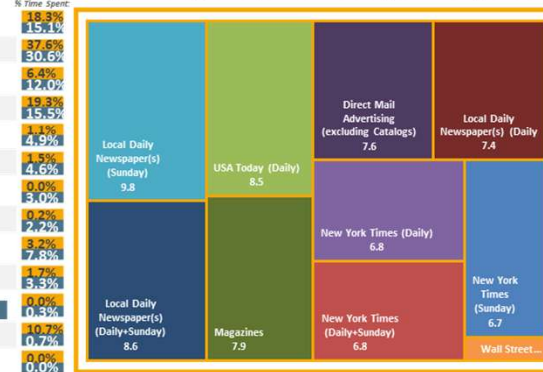 % Time Spent
18.3%
15.1%
37.6%
30.6%
6.4%
12.0%
19.3%
15.5%
1.1%
4.9%
1.5%
4.6%
0.0%
3.0%
0.2%
2.2%
3.2%
7.8%
1.7%
3.3%
0.0%
0.3%
10.7%
0.7%
0.0%
0.0%
Local Daily
Newspaper(s)
(Sunday)
9.8
USA Today (Daily)
8.5
Direct Mail
Advertising
(excluding Catalogs)
7.6
Local Daily
Newspaper(s) (Daily
7.4
New York Times (Daily)
6.8
New York
Times
(Sunday)
6.7
Local Daily
Newspaper(s)
(Daily+Sunday)
8.6
Magazines
7.9
New York Times
(Daily+Sunday)
6.8
Wall Street...